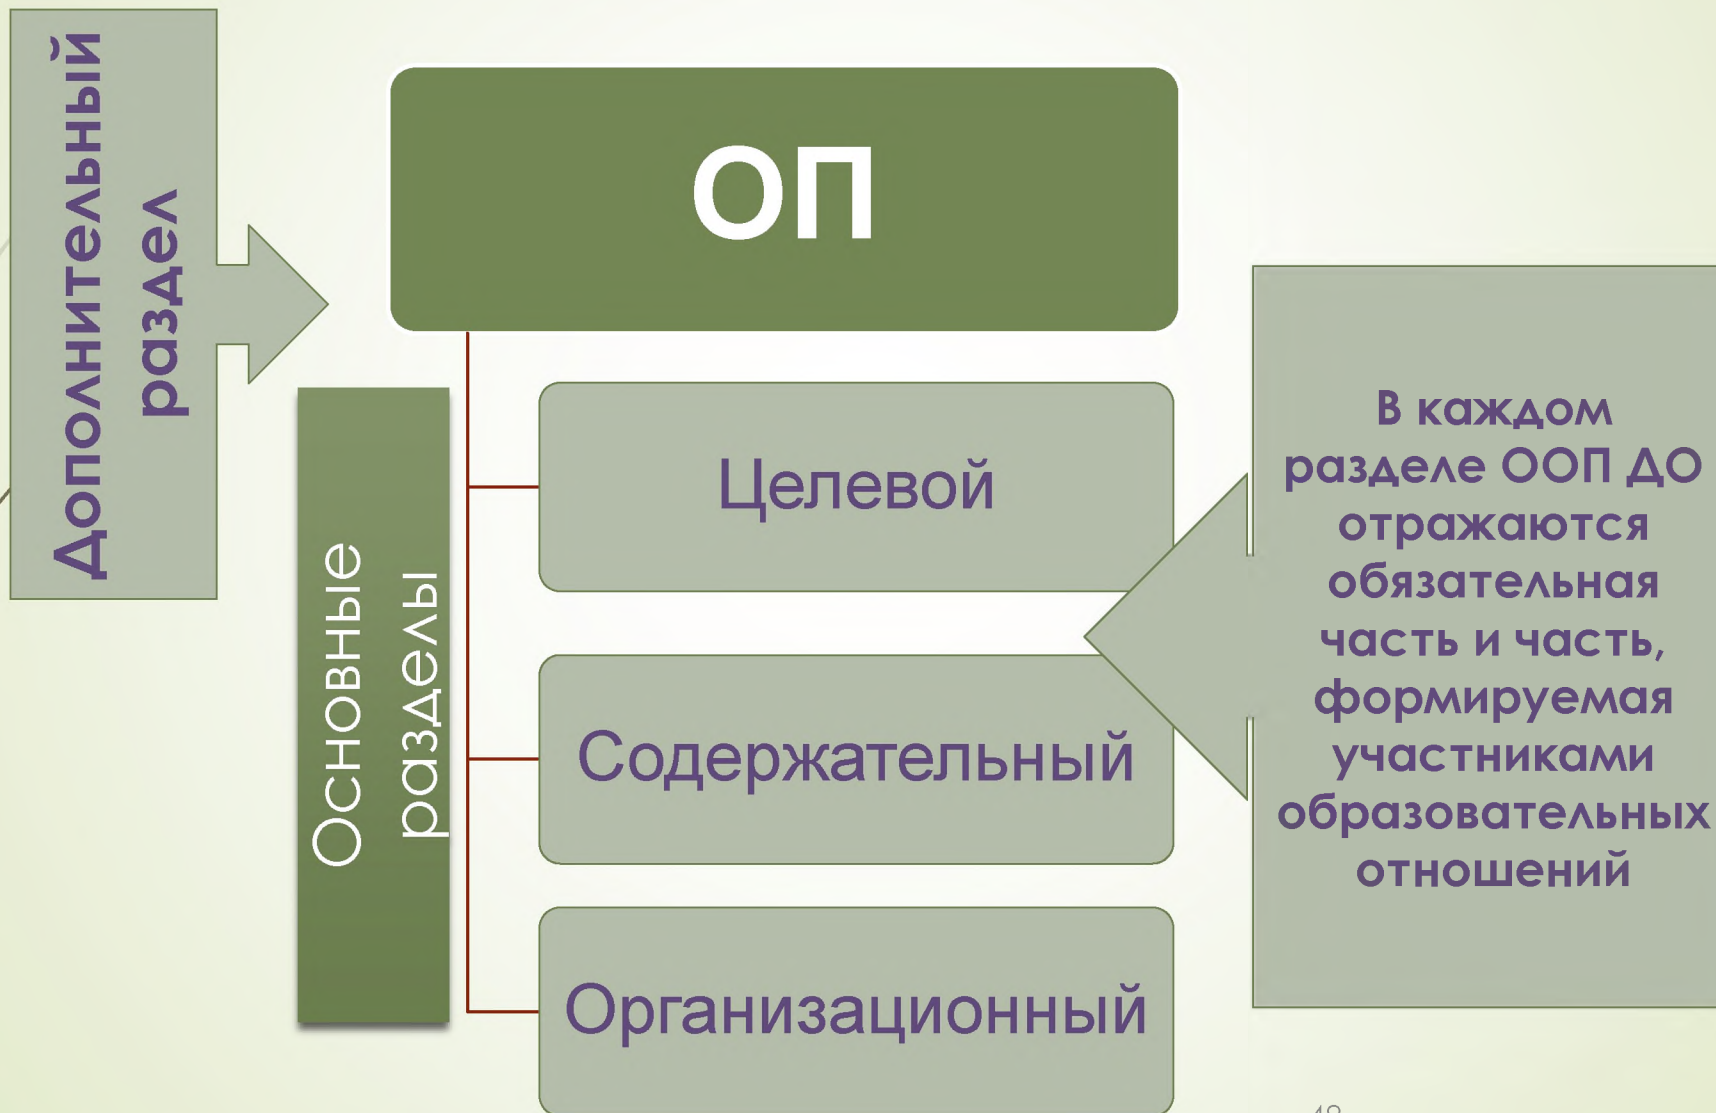 Дополнительный
раздел
ОП
Основные
разделы
Целевой
Содержательный
Организационный
В каждом
разделе ООП ДО
отражаются
обязательная
часть и часть,
формируемая
участниками
образовательных
отношений